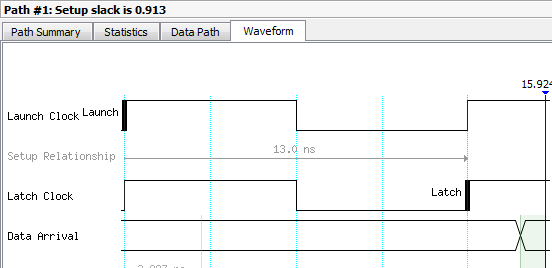 Path #1: Setup slack is 0.913
Path Summary Statistics Data Path Waveform
15.924
Launch Clock Launch
Setup Relationship 13.0 ns
Latch Clock Latch
Data Arrival